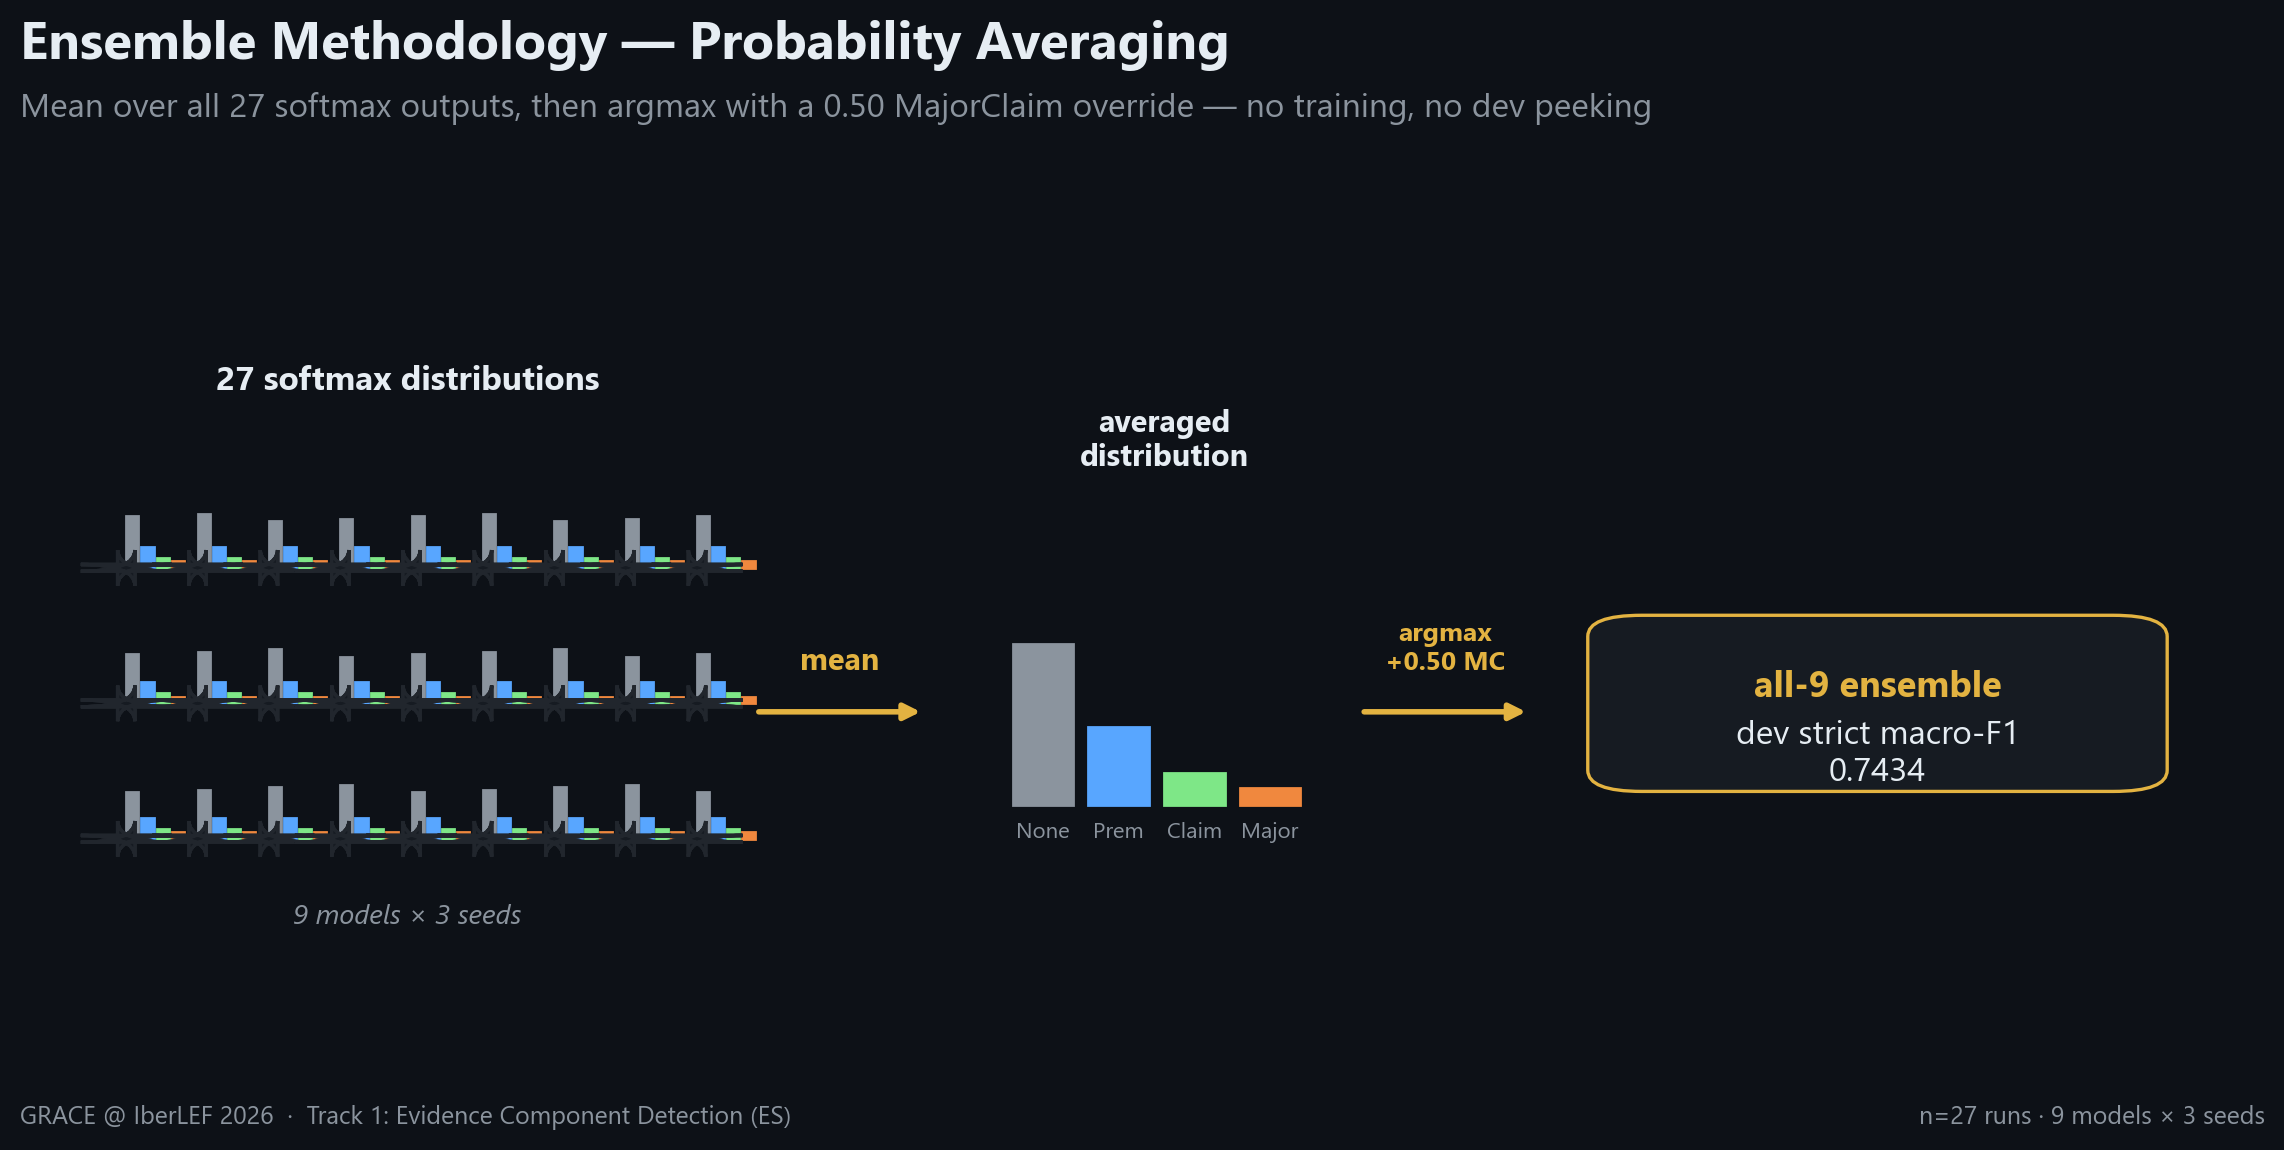 Ensemble Methodology — Probability Averaging
Mean over all 27 softmax outputs, then argmax with a 0.50 MajorClaim override — no training, no dev peeking
27 softmax distributions
averaged
distribution
mean
argmax
+0.50 MC
all-9 ensemble
dev strict macro-F1
0.7434
None Prem Claim Major
9 models × 3 seeds
GRACE @ IberLEF 2026 · Track 1: Evidence Component Detection (ES)
n=27 runs · 9 models × 3 seeds